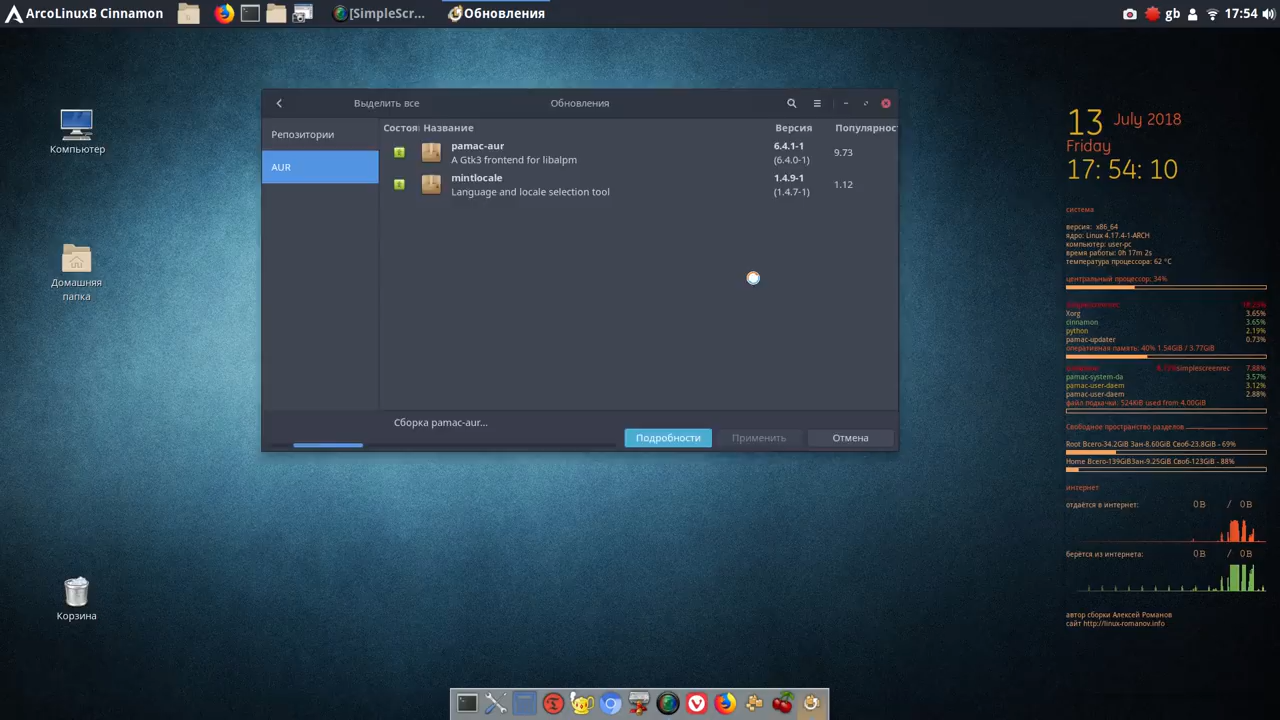 ArcoLinuxB Cinnamon
[SimpleScr...
Обновления
gb
17:54
Компьютер
Домашняя
папка
Корзина
Выделить все
Обновления
Репозитории
AUR
Состоя
Название
Версия
Популярнос
pamac-aur
A Gtk3 frontend for libalpm
6.4.1-1
(6.4.0-1)
9.73
mintlocale
Language and locale selection tool
1.4.9-1
(1.4.7-1)
1.12
Сборка pamac-aur...
Подробности
Применить
Отмена
13 July 2018
Friday
17: 54: 10
система
версия: x86_64
ядро: Linux 4.17.4-1-ARCH
компьютер: user-pc
время работы: 0h 17m 2s
температура процессора: 62 °C
центральный процессор: 34%
Xorg 3.65%
cinnamon 3.65%
python 2.19%
pamac-updater 0.73%
оперативная память: 40% 1.54GiB / 3.77GiB
simplescreenrec 7.88%
pamac-system-da 3.57%
pamac-user-daem 3.12%
pamac-user-daem 2.88%
файл подкачки: 524KiB used from 4.00GiB
Свободное пространство разделов
Root Всего-34.2GiB Зан-8.60GiB Своб-23.8GiB - 69%
Home Всего-139GiBЗан-9.25GiB Своб-123GiB - 88%
интернет
отдаётся в интернет: 0B / 0B
берётся из интернета: 0B / 0B
автор сборки Алексей Романов
сайт http://linux-romanov.info